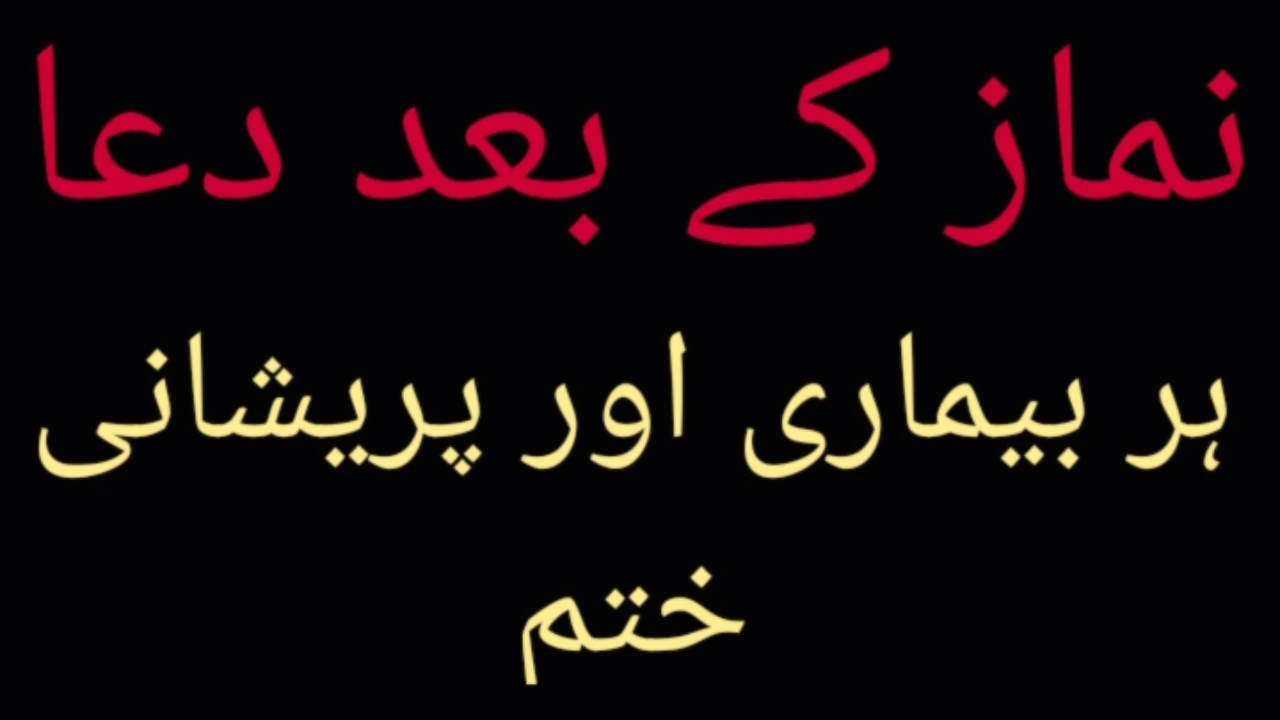 نماز کے بعد دعا
ہر بیماری اور پریشانی
ختم